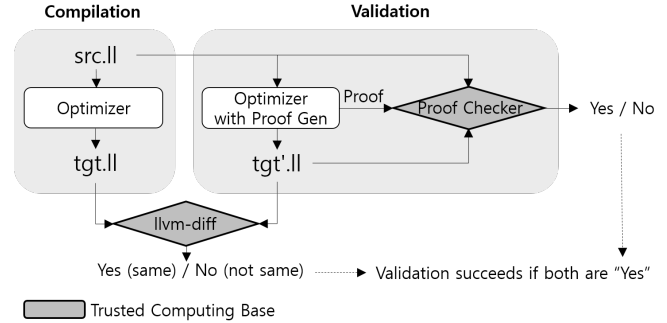 Compilation
Validation
src.ll
Optimizer
Optimizer
with Proof Gen
Proof
Proof Checker
Yes / No
tgt.ll
tgt'.ll
llvm-diff
Yes (same) / No (not same)
Validation succeeds if both are "Yes"
Trusted Computing Base